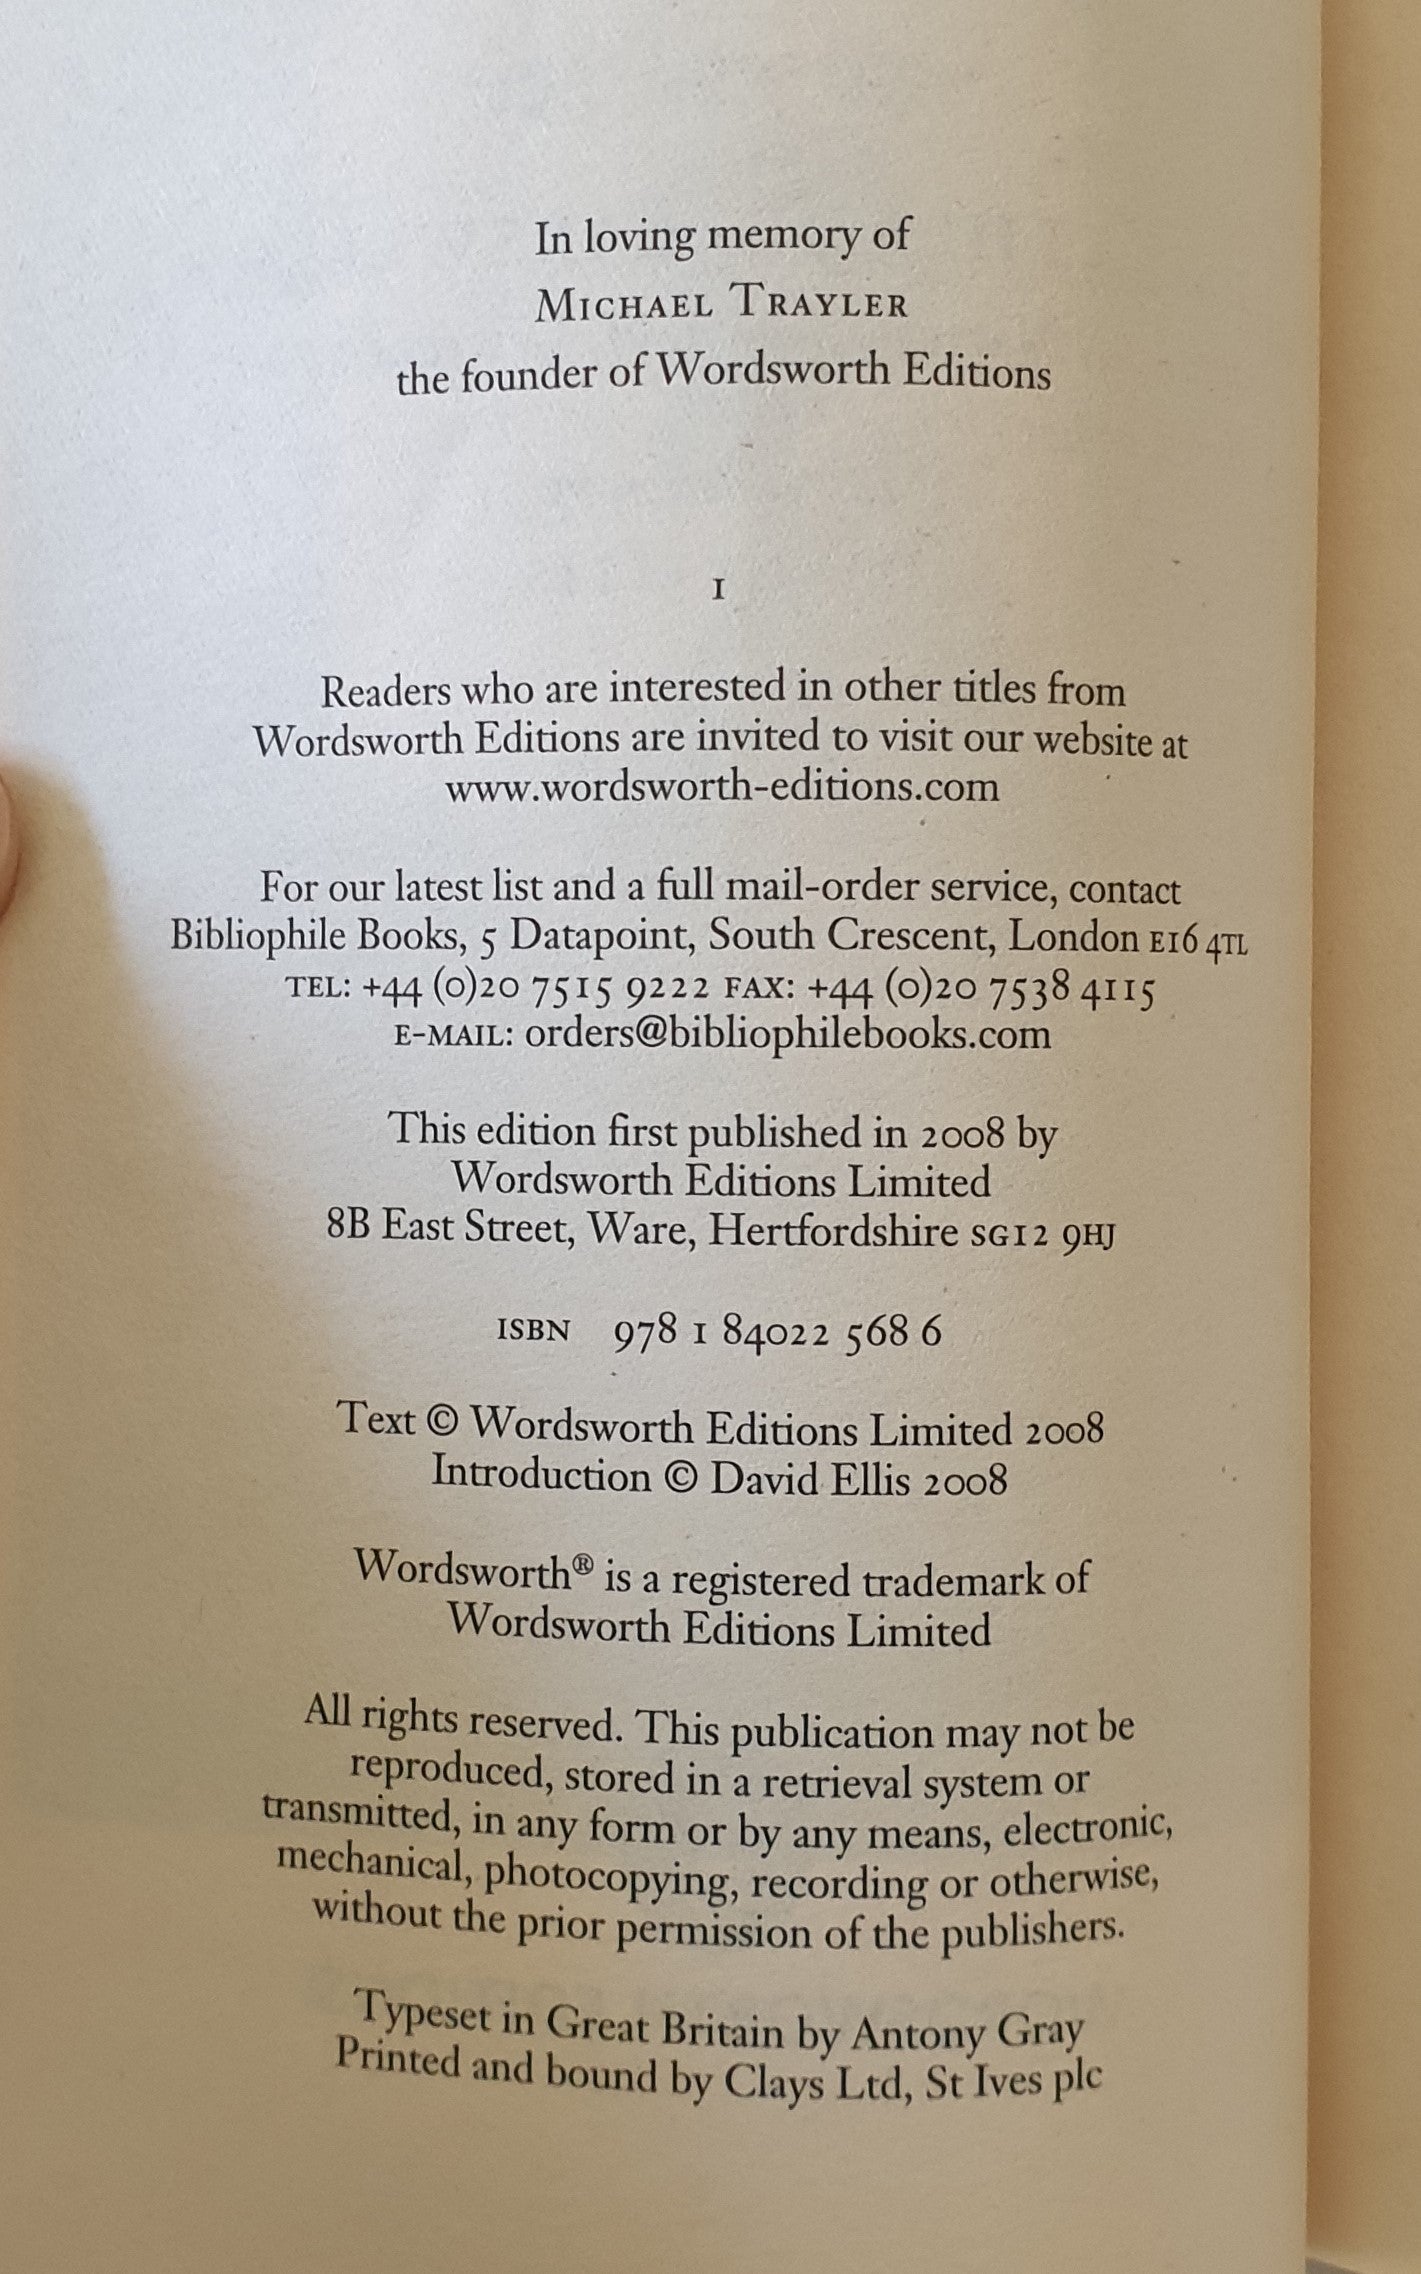 In loving memory of
MICHAEL TRAYLER
the founder of Wordsworth Editions
I
Readers who are interested in other titles from
Wordsworth Editions are invited to visit our website at
www.wordsworth-editions.com
For our latest list and a full mail-order service, contact
Bibliophile Books, 5 Datapoint, South Crescent, London E16 4TL
TEL: +44 (0)20 7515 9222 FAX: +44 (0)20 7538 4115
E-MAIL: orders@bibliophilebooks.com
This edition first published in 2008 by
Wordsworth Editions Limited
8B East Street, Ware, Hertfordshire SG12 9HJ
ISBN 978 1 84022 568 6
Text © Wordsworth Editions Limited 2008
Introduction © David Ellis 2008
Wordsworth® is a registered trademark of
Wordsworth Editions Limited
All rights reserved. This publication may not be
reproduced, stored in a retrieval system or
transmitted, in any form or by any means, electronic,
mechanical, photocopying, recording or otherwise,
without the prior permission of the publishers.
Typeset in Great Britain by Antony Gray
Printed and bound by Clays Ltd, St Ives plc